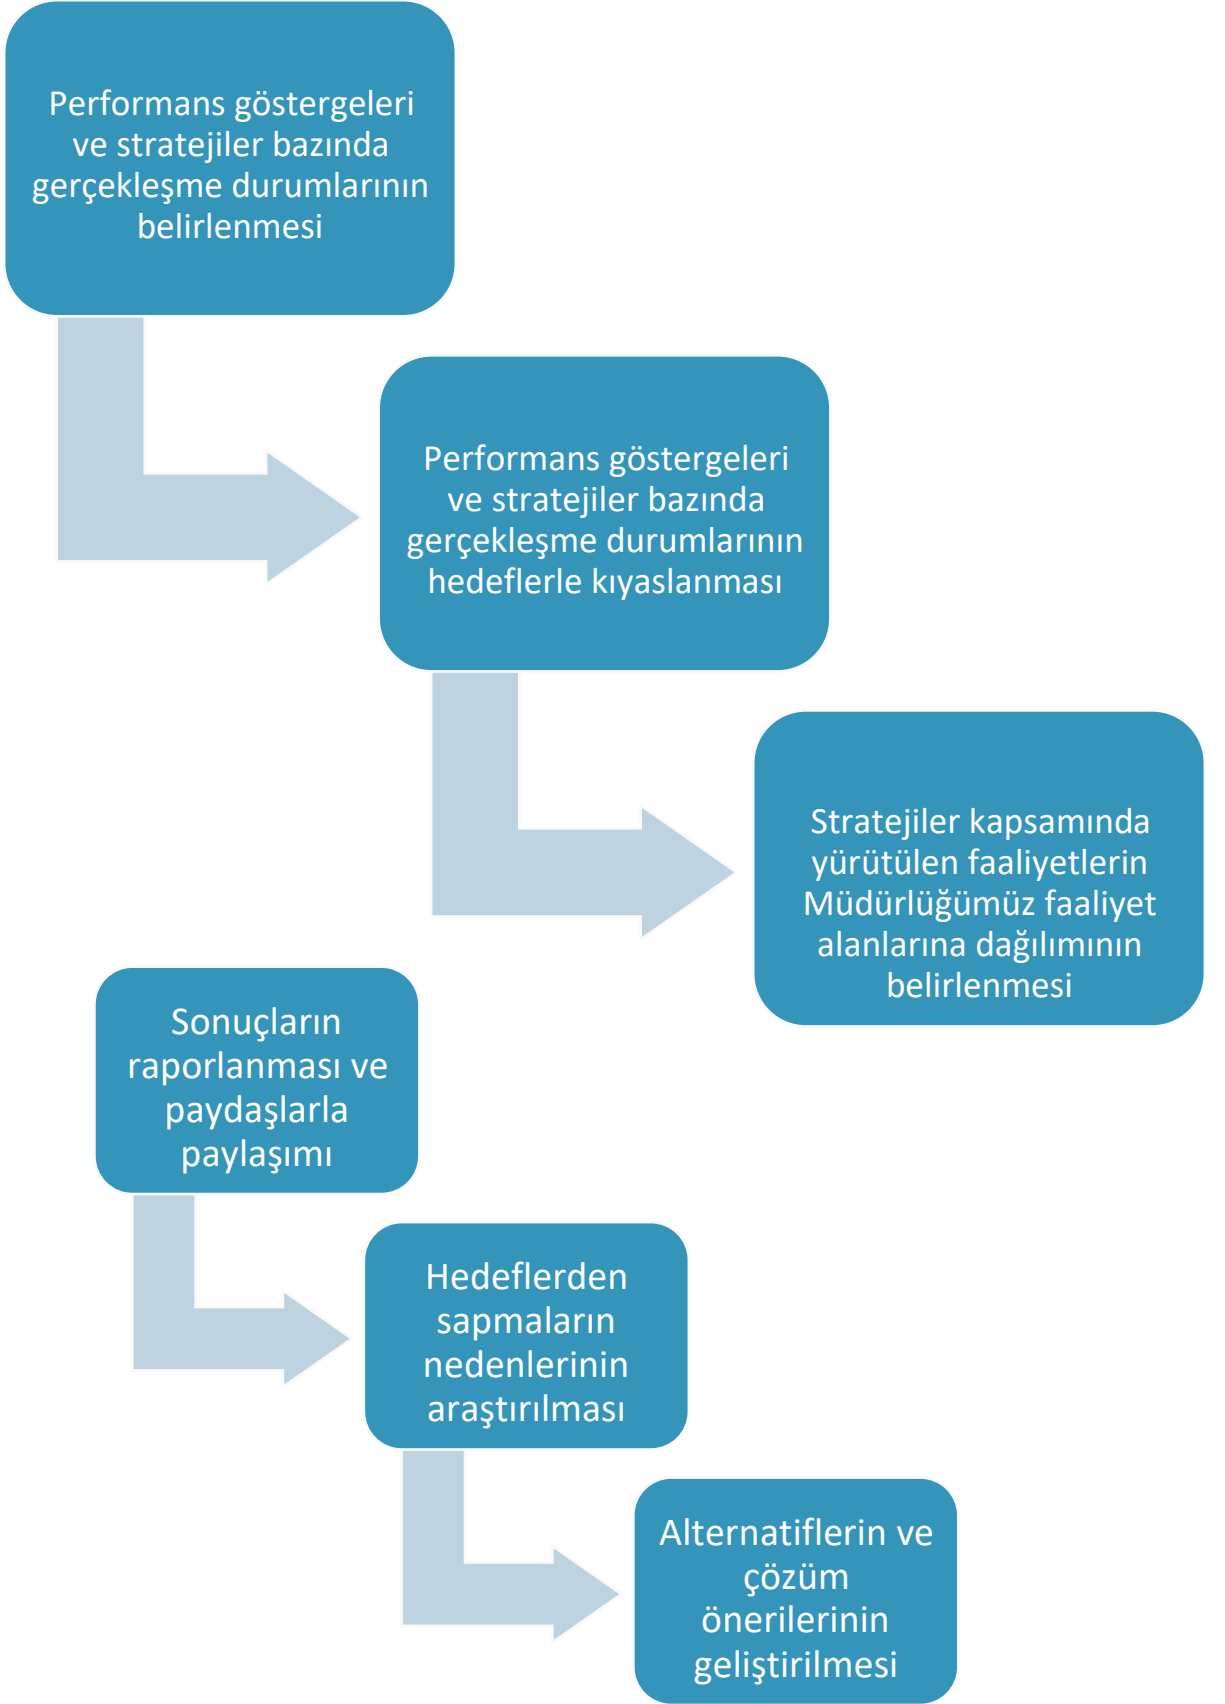 Performans göstergeleri
ve stratejiler bazında
gerçekleşme durumlarının
belirlenmesi
Performans göstergeleri
ve stratejiler bazında
gerçekleşme durumlarının
hedeflerle kıyaslanması
Stratejiler kapsamında
yürütülen faaliyetlerin
Müdürlüğümüz faaliyet
alanlarına dağılımının
belirlenmesi
Sonuçların
raporlanması ve
paydaşlarla
paylaşımı
Hedeflerden
sapmaların
nedenlerinin
araştırılması
Alternatiflerin ve
çözüm
önerilerinin
geliştirilmesi